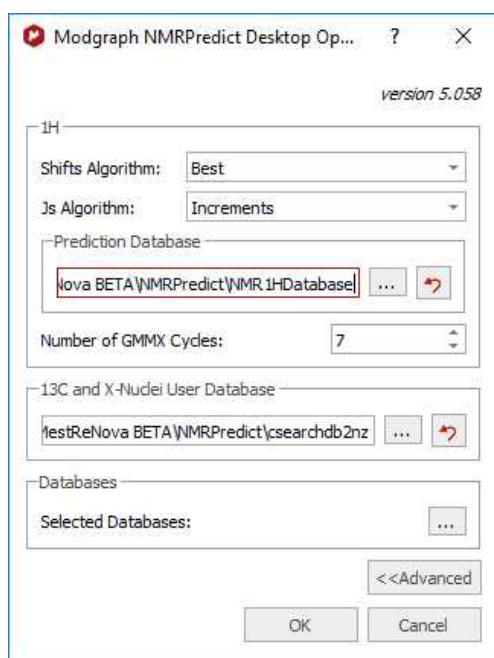 Modgraph NMRPredict Desktop Op... ? X
version 5.058
1H
Shifts Algorithm: Best
Js Algorithm: Increments
Prediction Database
Nova BETA\NMRPredict\NMR1HDatabase ...
Number of GMMX Cycles: 7
13C and X-Nuclei User Database
MestReNova BETA\NMRPredict\csearchdb2nz ...
Databases
Selected Databases: ...
<<Advanced
OK Cancel